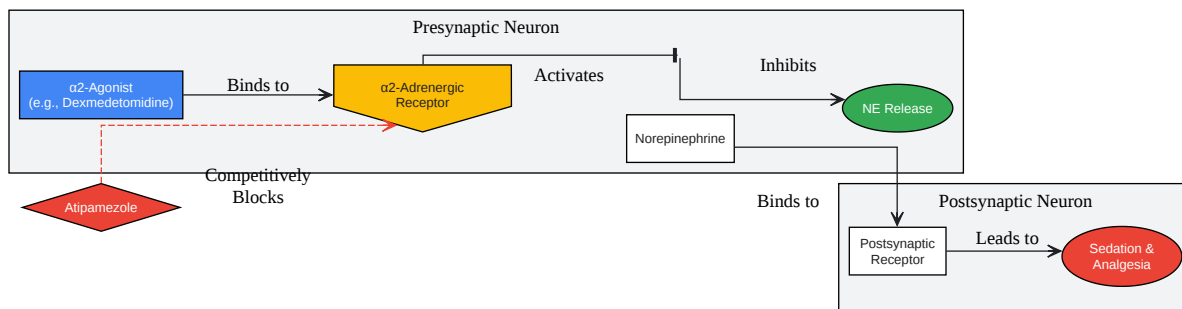 Presynaptic Neuron
α2-Agonist
(e.g., Dexmedetomidine)
Binds to
α2-Adrenergic
Receptor
Activates
Inhibits
NE Release
Norepinephrine
Competitively
Blocks
Atipamezole
Binds to
Postsynaptic Neuron
Postsynaptic
Receptor
Leads to
Sedation &
Analgesia